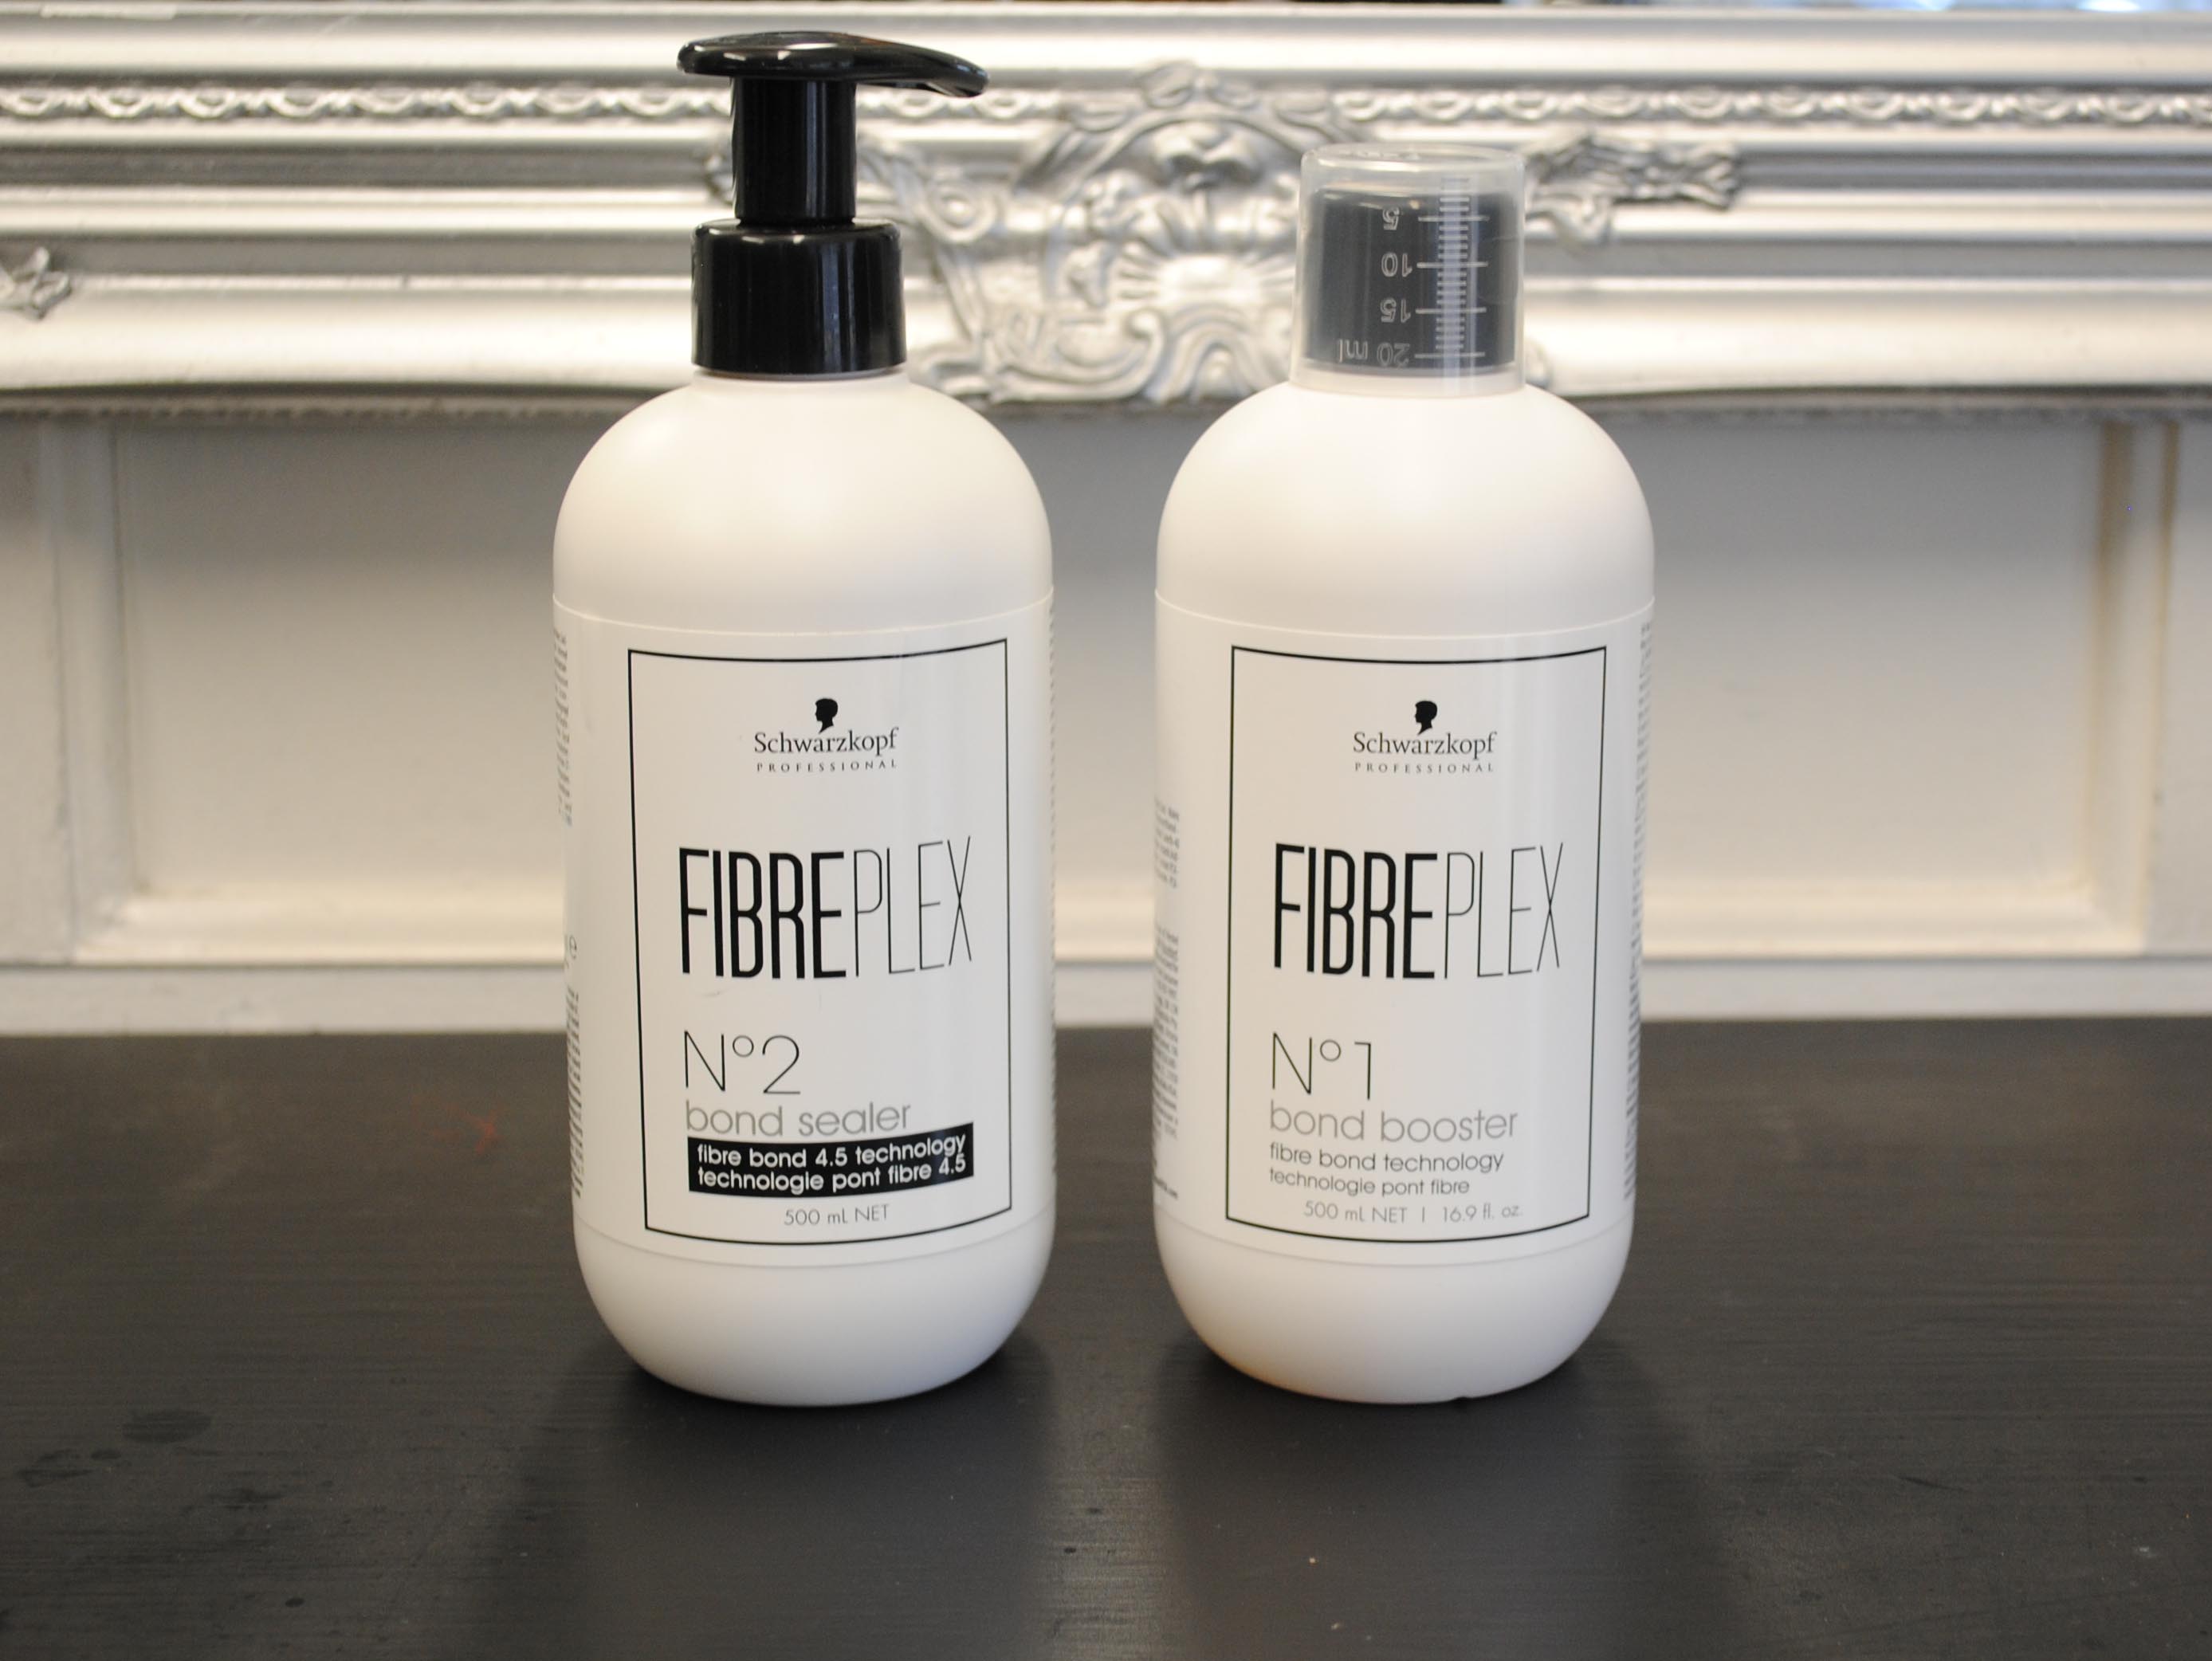 Schwarzkopf
PROFESSIONAL
FIBREPLEX
N°2
bond sealer
fibre bond 4.5 technology
technologie pont fibre 4.5
500 mL NET
5
10
15
20 ml
Schwarzkopf
PROFESSIONAL
FIBREPLEX
N°1
bond booster
fibre bond technology
technologie pont fibre
500 mL NET | 16.9 fl. oz.